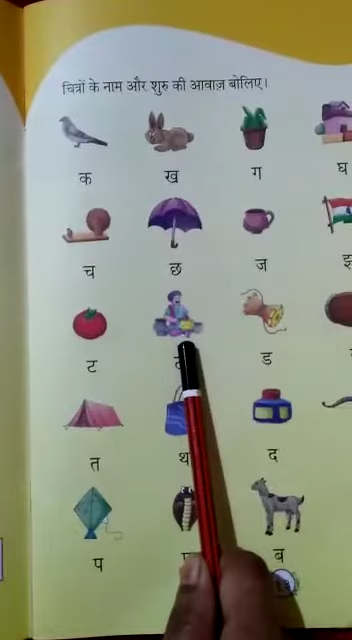 चित्रों के नाम और शुरु की आवाज़ बोलिए।
क ख ग घ
च छ ज झ
ट ड
त थ द
प ब